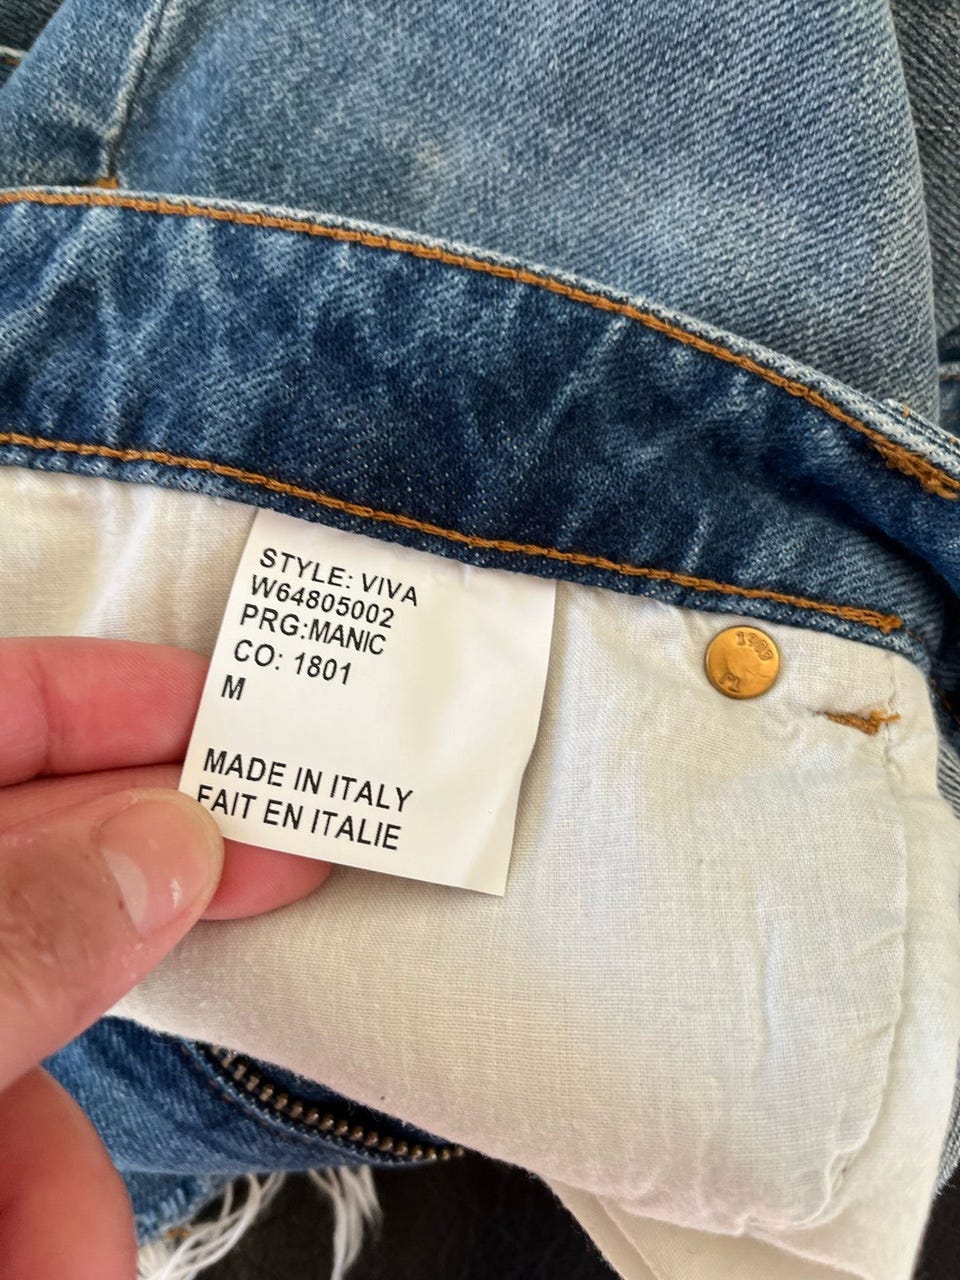 STYLE: VIVA
W64805002
PRG:MANIC
CO: 1801
M
MADE IN ITALY
FAIT EN ITALIE